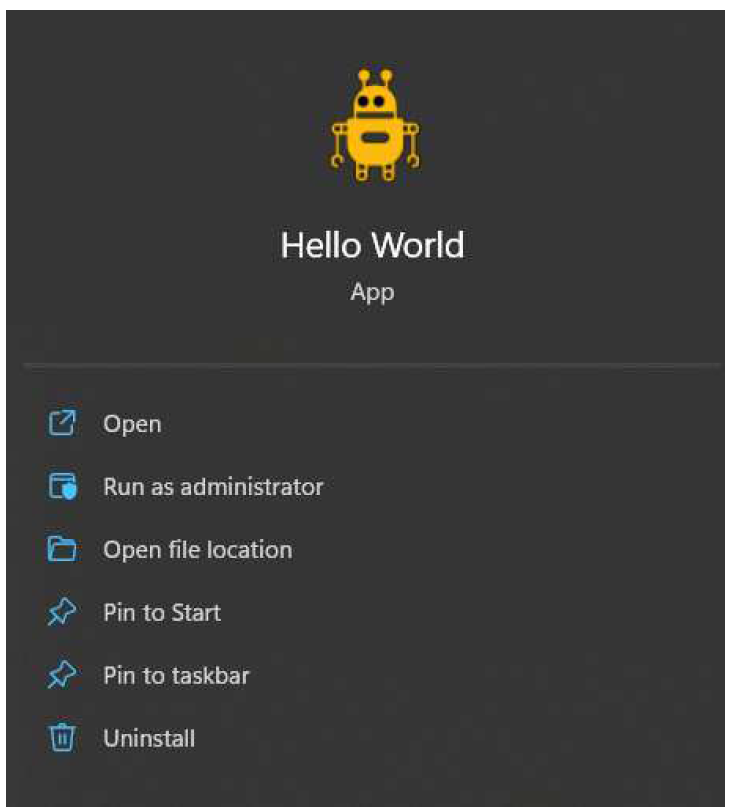 Hello World
App
Open
Run as administrator
Open file location
Pin to Start
Pin to taskbar
Uninstall